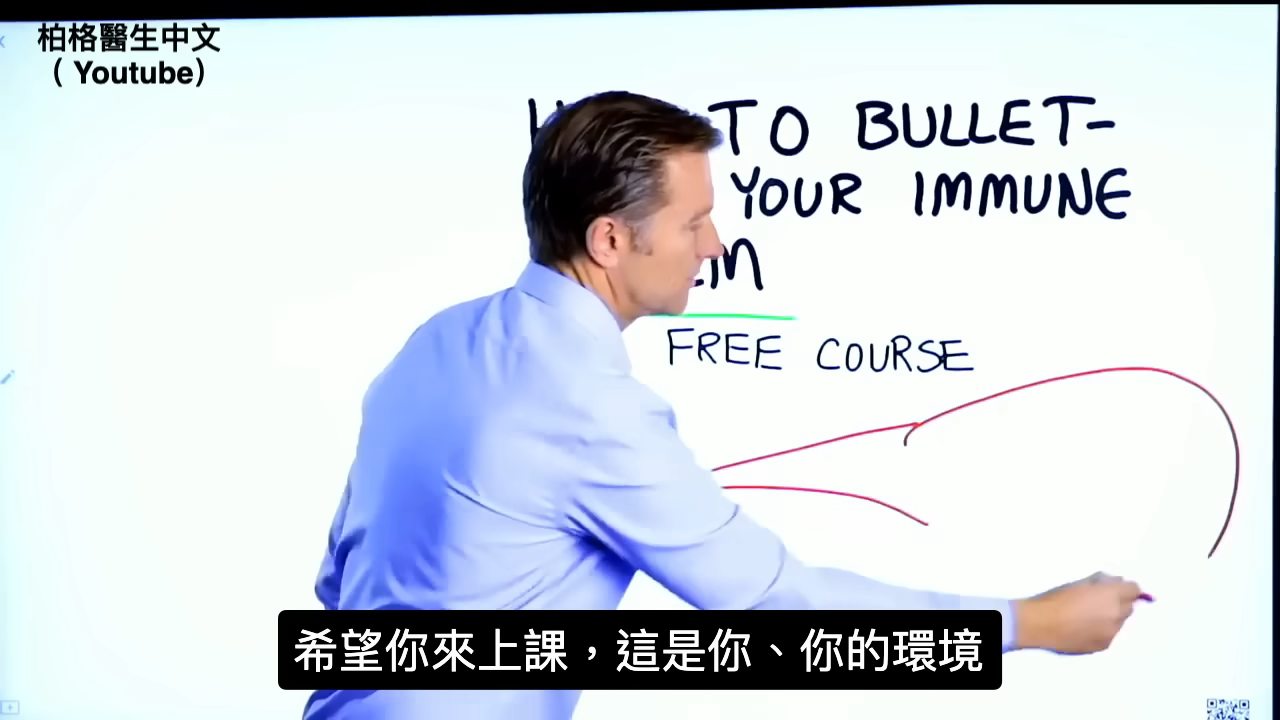 柏格醫生中文
（ Youtube）
TO BULLET-
YOUR IMMUNE
FREE COURSE
希望你來上課，這是你、你的環境